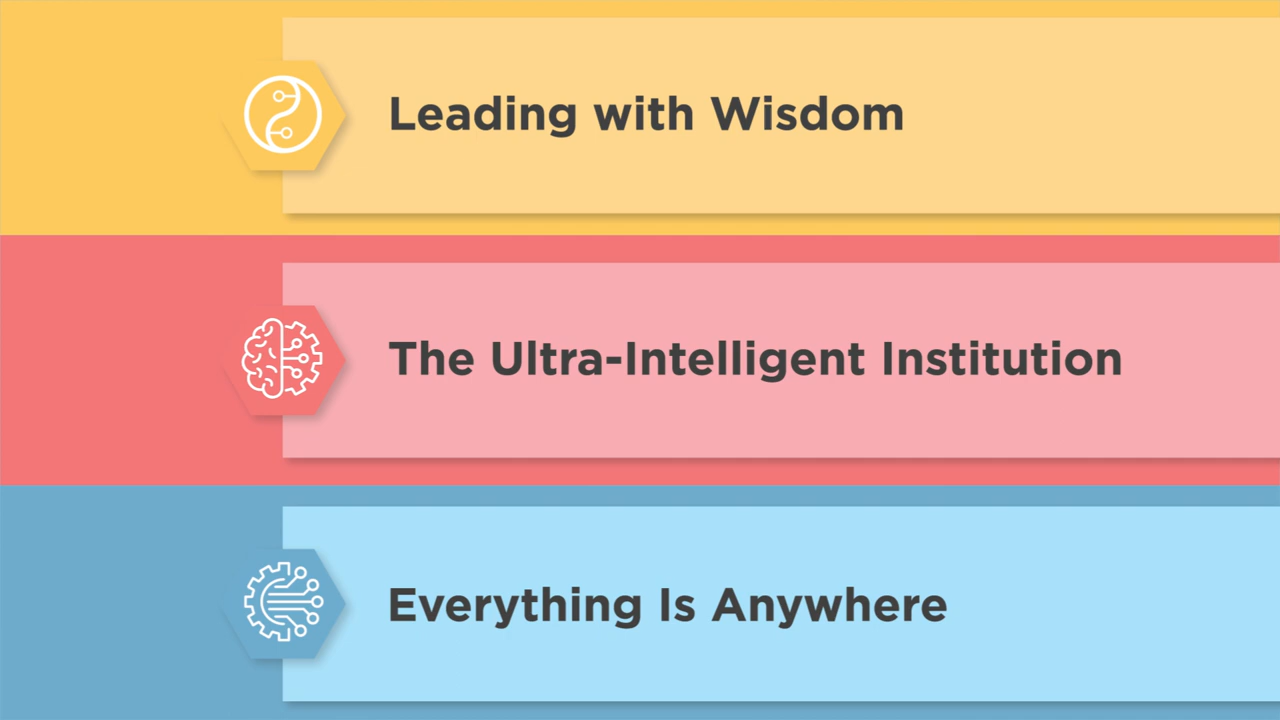 Leading with Wisdom
The Ultra-Intelligent Institution
Everything Is Anywhere